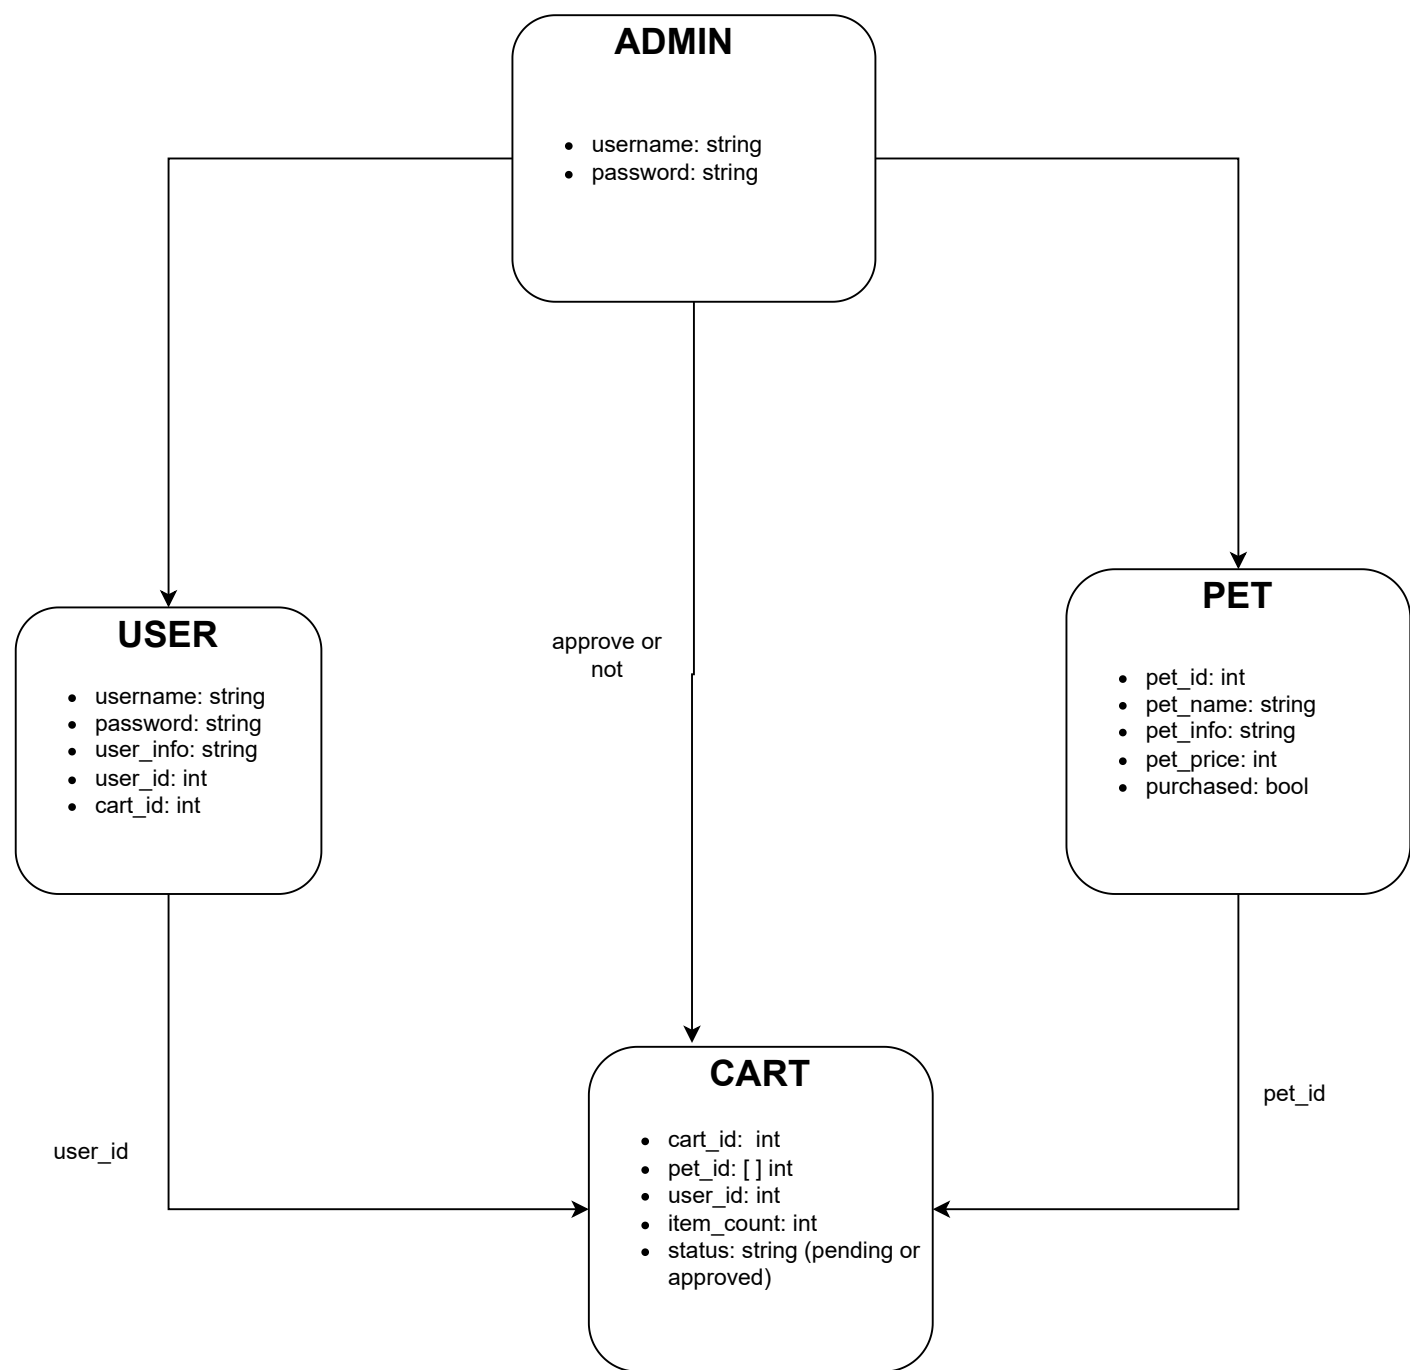 ADMIN
username: string
password: string
USER
username: string
password: string
user_info: string
user_id: int
cart_id: int
approve or
not
PET
pet_id: int
pet_name: string
pet_info: string
pet_price: int
purchased: bool
user_id
pet_id
CART
cart_id:  int
pet_id: [ ] int
user_id: int
item_count: int
status: string (pending or
approved)